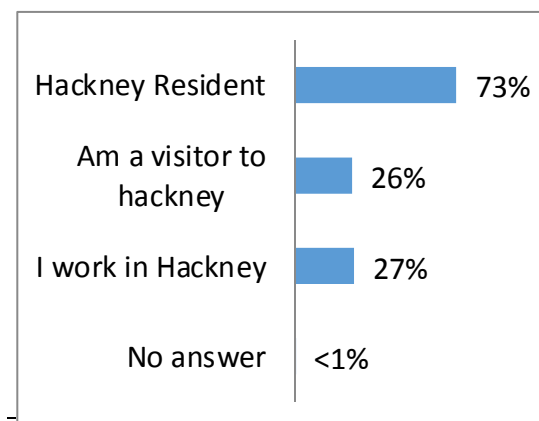 Hackney Resident 73%
Am a visitor to
hackney 26%
I work in Hackney 27%
No answer <1%